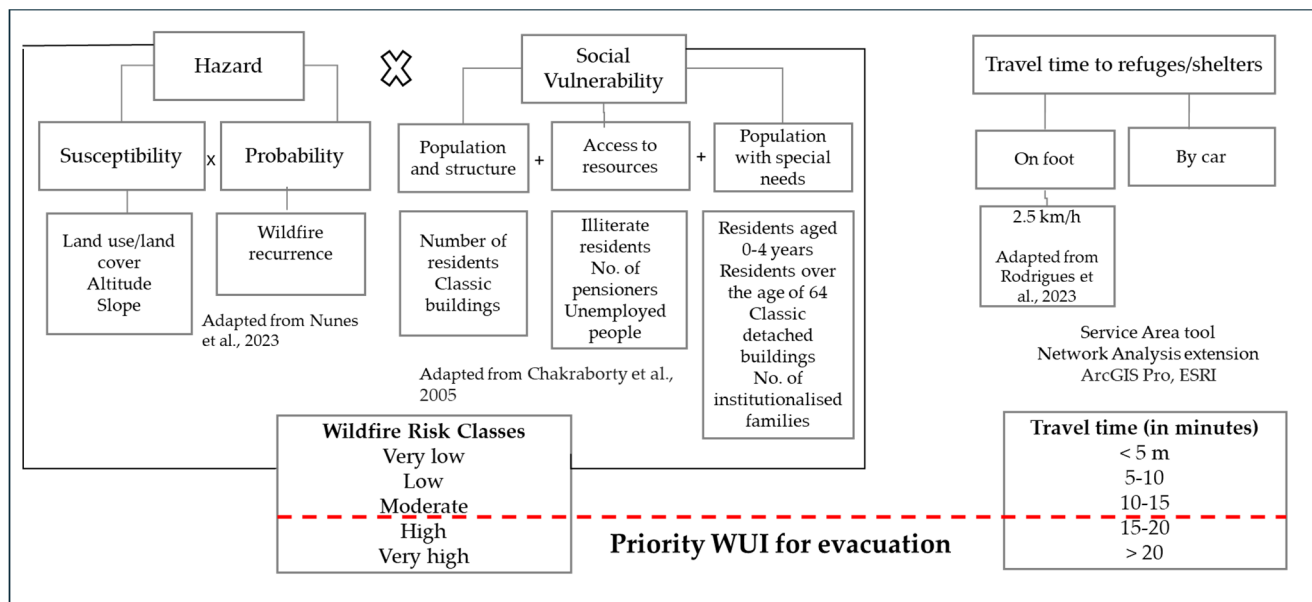 Hazard
Social
Vulnerability
Travel time to refuges/shelters
Susceptibility
x
Probability
Population
and structure
+
Access to
resources
+
Population
with special
needs
On foot
By car
Land use/land
cover
Altitude
Slope
Wildfire
recurrence
Adapted from Nunes
et al., 2023
Number of
residents
Classic
buildings
Illiterate
residents
No. of
pensioners
Unemployed
people
Residents aged
0-4 years
Residents over
the age of 64
Classic
detached
buildings
No. of
institutionalised
families
Adapted from Chakraborty et al.,
2005
2.5 km/h
Adapted from
Rodrigues et
al., 2023
Service Area tool
Network Analysis extension
ArcGIS Pro, ESRI
Wildfire Risk Classes
Very low
Low
Moderate
High
Very high
Priority WUI for evacuation
Travel time (in minutes)
< 5 m
5-10
10-15
15-20
> 20